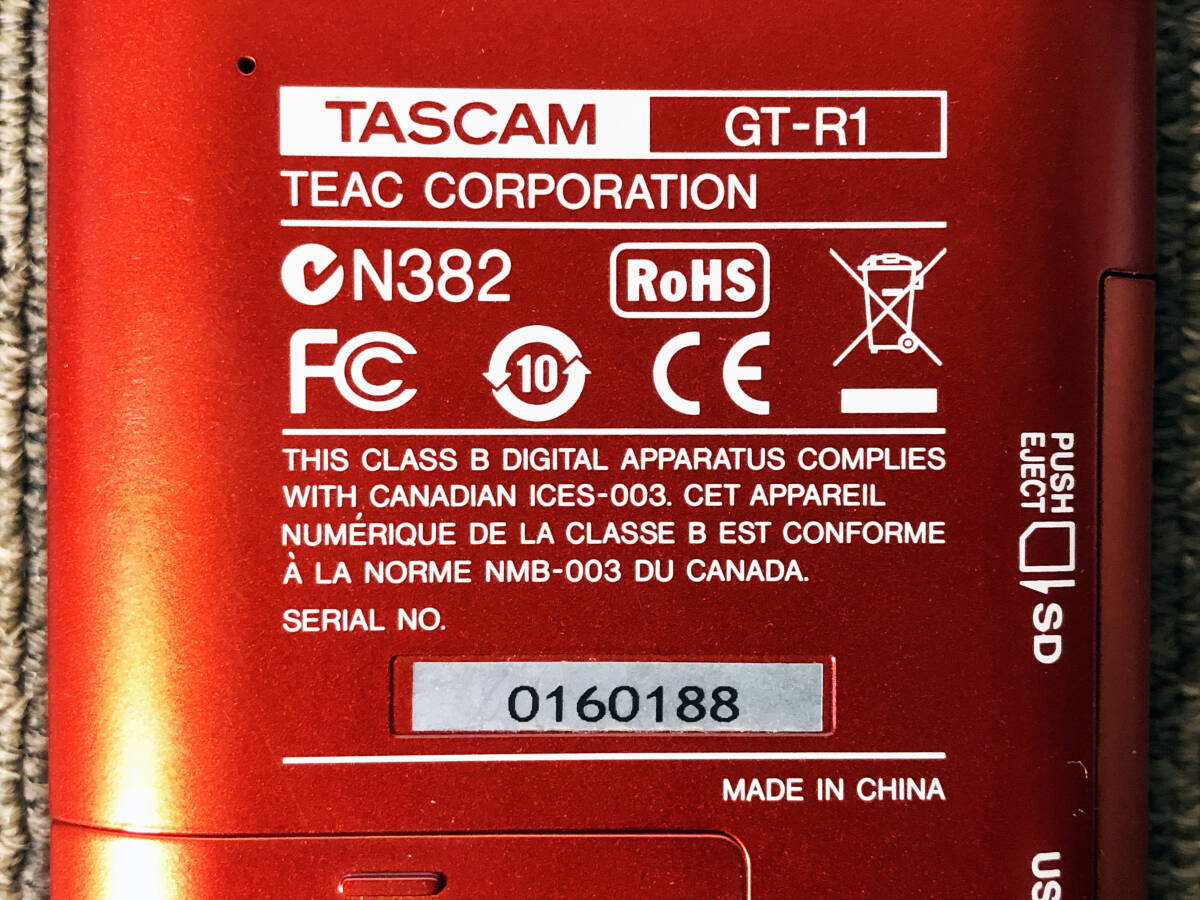 TASCAM GT-R1
TEAC CORPORATION
N382 RoHS
FC 10 CE
THIS CLASS B DIGITAL APPARATUS COMPLIES
WITH CANADIAN ICES-003. CET APPAREIL
NUMÉRIQUE DE LA CLASSE B EST CONFORME
À LA NORME NMB-003 DU CANADA.
SERIAL NO.
0160188
MADE IN CHINA
PUSH
EJECT
SD